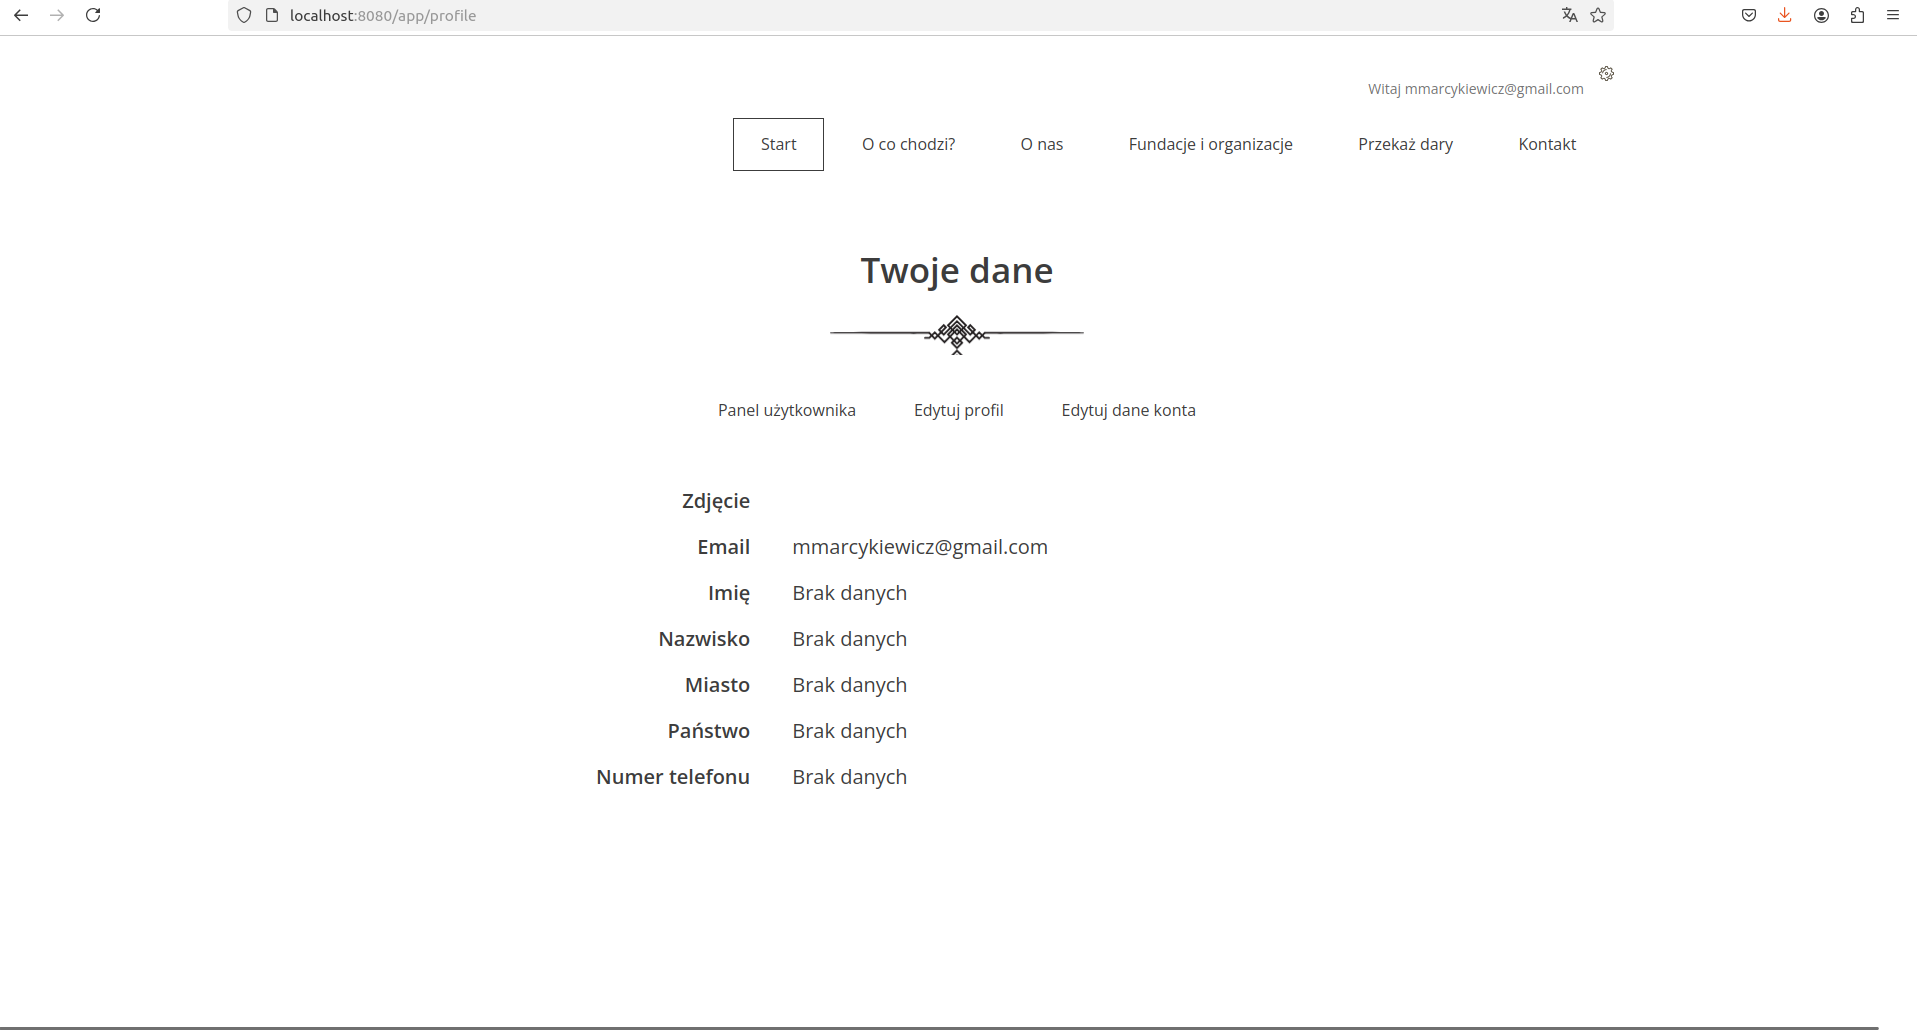 localhost:8080/app/profile
Witaj mmarcykiewicz@gmail.com
Start O co chodzi? O nas Fundacje i organizacje Przekaż dary Kontakt
Twoje dane
Panel użytkownika Edytuj profil Edytuj dane konta
Zdjęcie
Email mmarcykiewicz@gmail.com
Imię Brak danych
Nazwisko Brak danych
Miasto Brak danych
Państwo Brak danych
Numer telefonu Brak danych